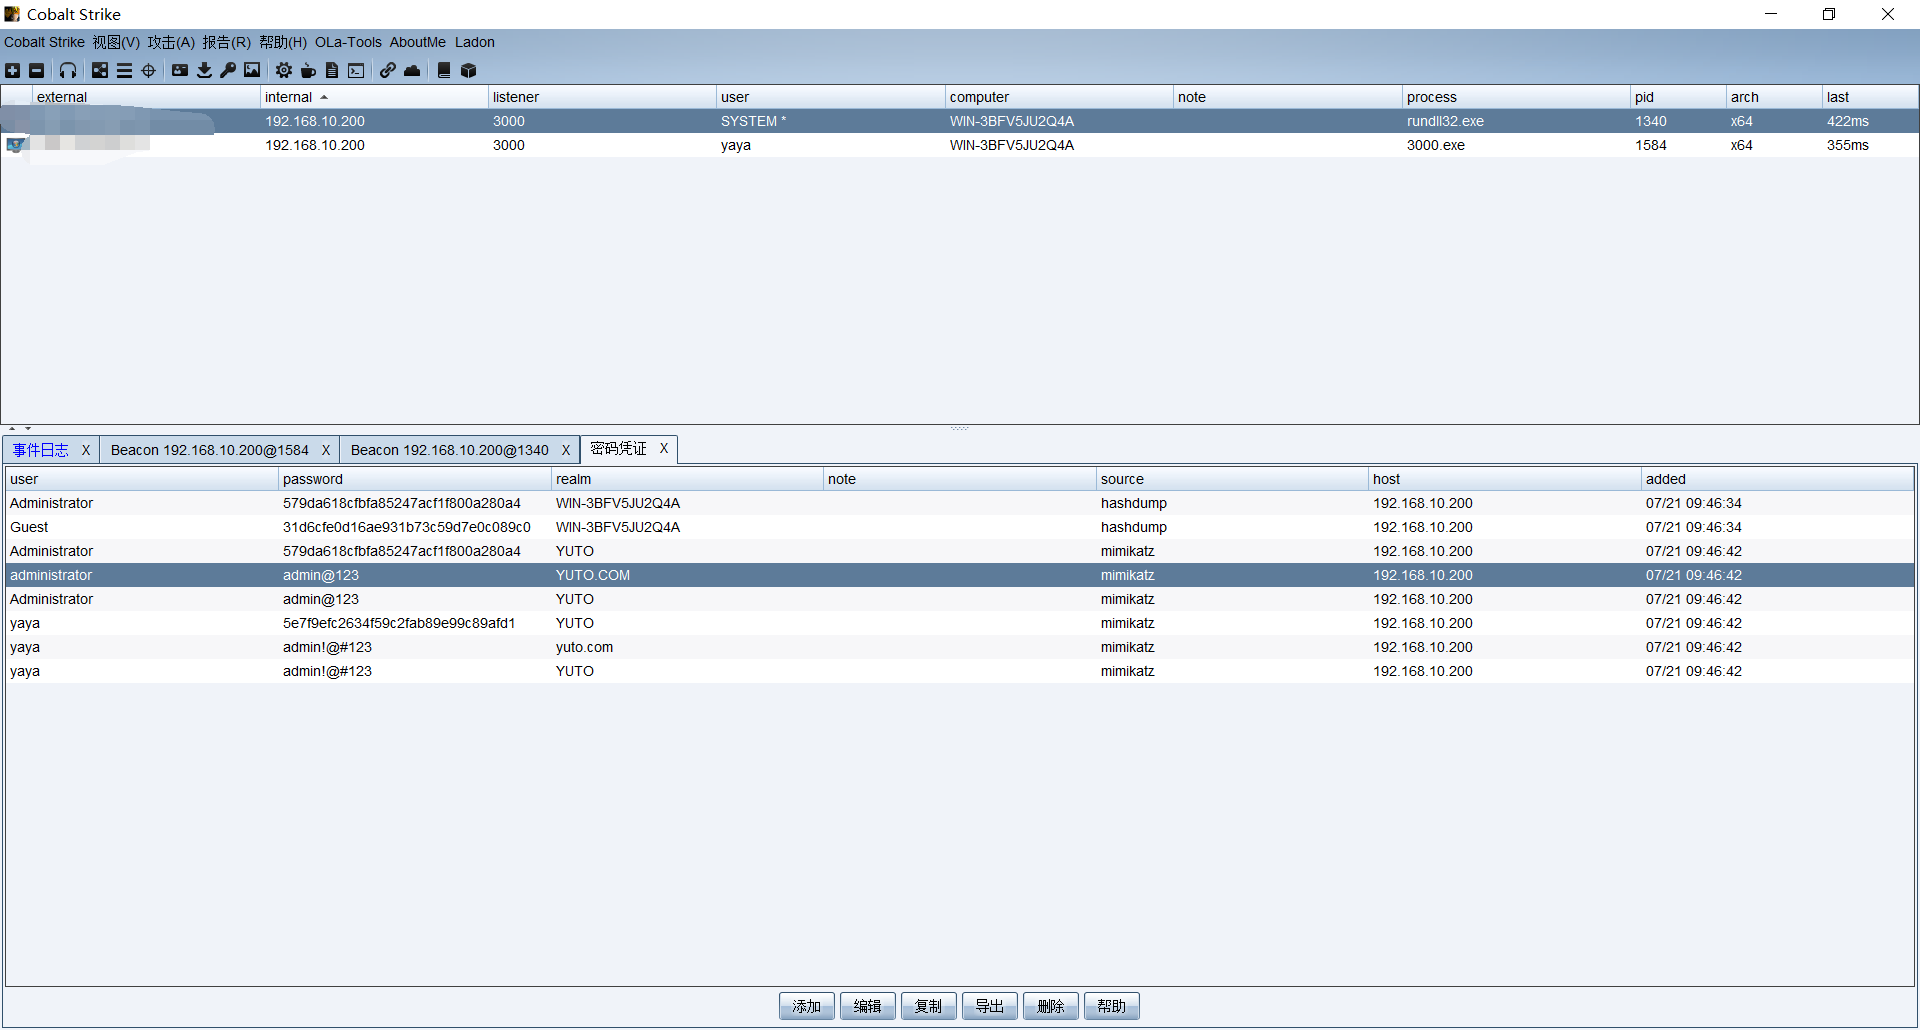 Cobalt Strike
Cobalt Strike 视图(V) 攻击(A) 报告(R) 帮助(H) OLa-Tools AboutMe Ladon
external internal listener user computer note process pid arch last
192.168.10.200 3000 SYSTEM * WIN-3BFV5JU2Q4A rundll32.exe 1340 x64 422ms
192.168.10.200 3000 yaya WIN-3BFV5JU2Q4A 3000.exe 1584 x64 355ms
事件日志 X Beacon 192.168.10.200@1584 X Beacon 192.168.10.200@1340 X 密码凭证 X
user password realm note source host added
Administrator 579da618cfbfa85247acf1f800a280a4 WIN-3BFV5JU2Q4A hashdump 192.168.10.200 07/21 09:46:34
Guest 31d6cfe0d16ae931b73c59d7e0c089c0 WIN-3BFV5JU2Q4A hashdump 192.168.10.200 07/21 09:46:34
Administrator 579da618cfbfa85247acf1f800a280a4 YUTO mimikatz 192.168.10.200 07/21 09:46:42
administrator admin@123 YUTO.COM mimikatz 192.168.10.200 07/21 09:46:42
Administrator admin@123 YUTO mimikatz 192.168.10.200 07/21 09:46:42
yaya 5e7f9efc2634f59c2fab89e99c89afd1 YUTO mimikatz 192.168.10.200 07/21 09:46:42
yaya admin!@#123 yuto.com mimikatz 192.168.10.200 07/21 09:46:42
yaya admin!@#123 YUTO mimikatz 192.168.10.200 07/21 09:46:42
添加 编辑 复制 导出 删除 帮助